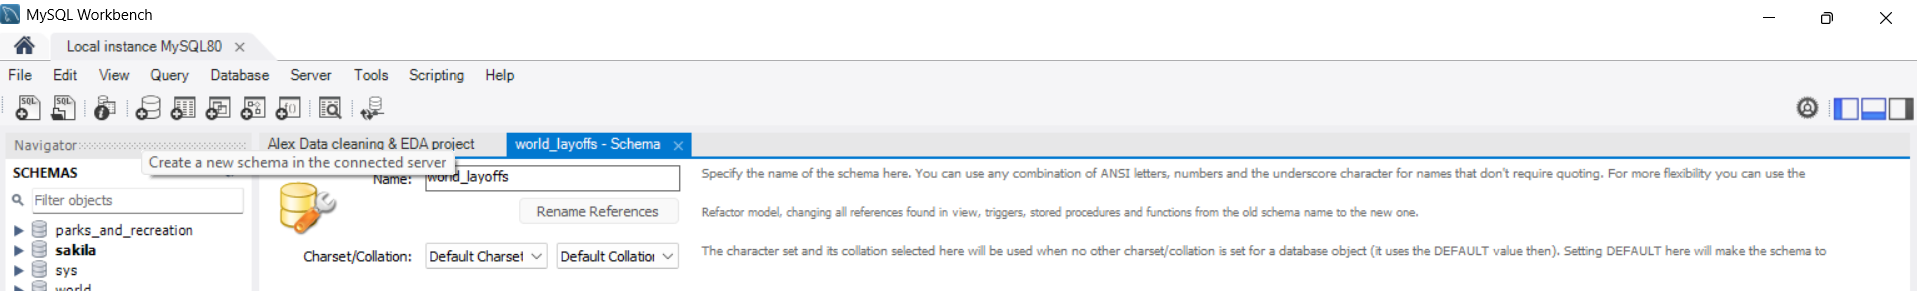 MySQL Workbench
Local instance MySQL80
File Edit View Query Database Server Tools Scripting Help
SQL SQL
Navigator
Alex Data cleaning & EDA project
world_layoffs - Schema
Create a new schema in the connected server
SCHEMAS
Filter objects
parks_and_recreation
sakila
sys
world
Name: world_layoffs
Specify the name of the schema here. You can use any combination of ANSI letters, numbers and the underscore character for names that don't require quoting. For more flexibility you can use the
Rename References
Refactor model, changing all references found in view, triggers, stored procedures and functions from the old schema name to the new one.
Charset/Collation: Default Charset Default Collation
The character set and its collation selected here will be used when no other charset/collation is set for a database object (it uses the DEFAULT value then). Setting DEFAULT here will make the schema to